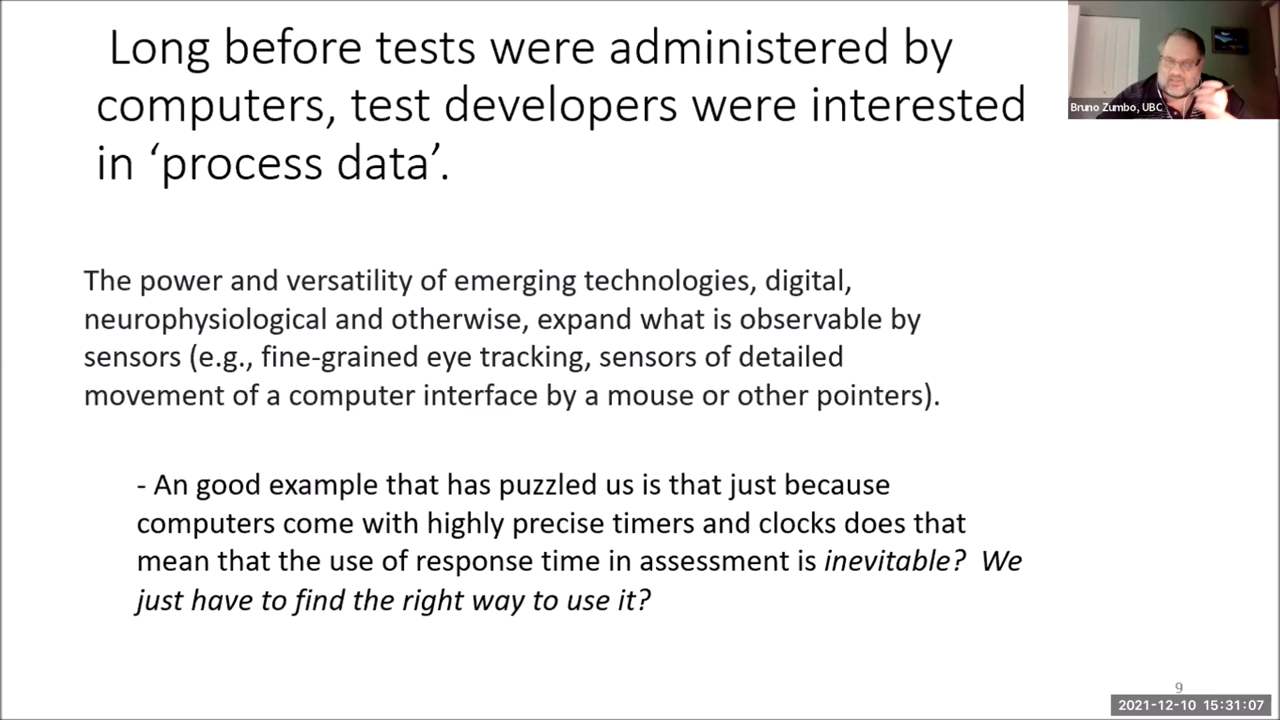 Long before tests were administered by
computers, test developers were interested
in ‘process data’.
Bruno Zumbo, UBC
The power and versatility of emerging technologies, digital,
neurophysiological and otherwise, expand what is observable by
sensors (e.g., fine-grained eye tracking, sensors of detailed
movement of a computer interface by a mouse or other pointers).
- An good example that has puzzled us is that just because
computers come with highly precise timers and clocks does that
mean that the use of response time in assessment is inevitable? We
just have to find the right way to use it?
9
2021-12-10 15:31:07